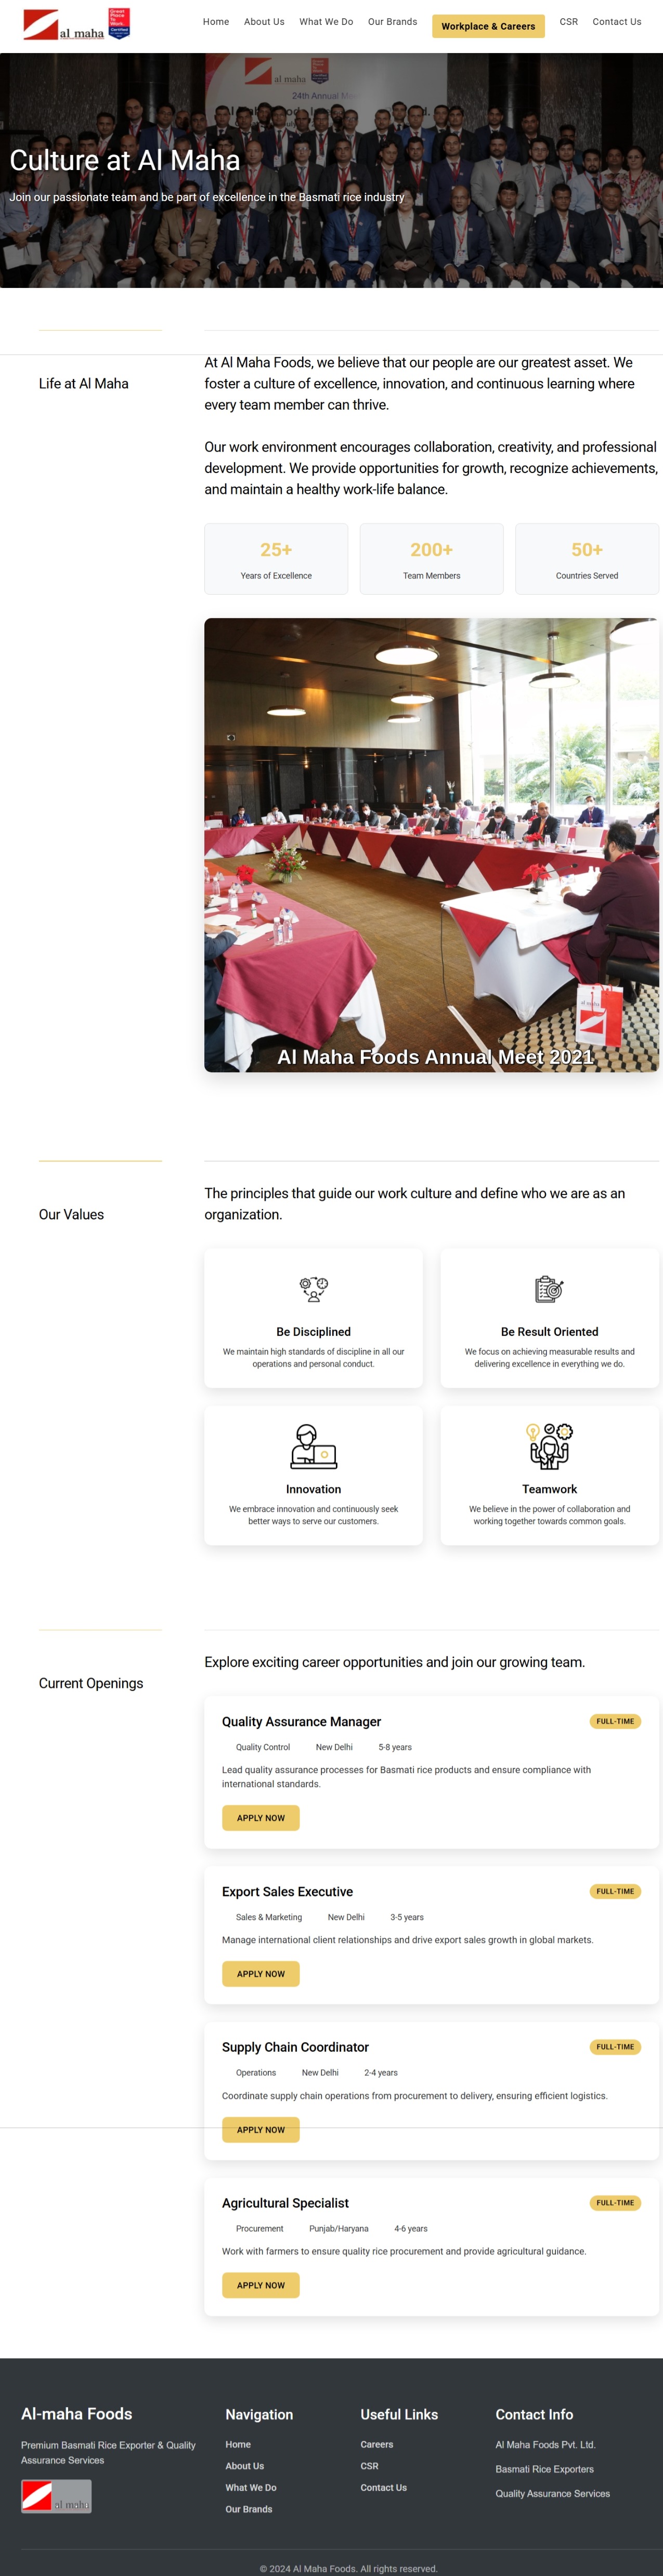 al maha
Great
Place
To
Work
Certified
Home
About Us
What We Do
Our Brands
Workplace & Careers
CSR
Contact Us
24th Annual
Culture at Al Maha
Join our passionate team and be part of excellence in the Basmati rice industry
Life at Al Maha
At Al Maha Foods, we believe that our people are our greatest asset. We
foster a culture of excellence, innovation, and continuous learning where
every team member can thrive.
Our work environment encourages collaboration, creativity, and professional
development. We provide opportunities for growth, recognize achievements,
and maintain a healthy work-life balance.
25+
Years of Excellence
200+
Team Members
50+
Countries Served
al maha
Al Maha Foods Annual Meet 2021
Our Values
The principles that guide our work culture and define who we are as an
organization.
Be Disciplined
We maintain high standards of discipline in all our
operations and personal conduct.
Be Result Oriented
We focus on achieving measurable results and
delivering excellence in everything we do.
Innovation
We embrace innovation and continuously seek
better ways to serve our customers.
Teamwork
We believe in the power of collaboration and
working together towards common goals.
Current Openings
Explore exciting career opportunities and join our growing team.
Quality Assurance Manager
FULL-TIME
Quality Control
New Delhi
5-8 years
Lead quality assurance processes for Basmati rice products and ensure compliance with
international standards.
APPLY NOW
Export Sales Executive
FULL-TIME
Sales & Marketing
New Delhi
3-5 years
Manage international client relationships and drive export sales growth in global markets.
APPLY NOW
Supply Chain Coordinator
FULL-TIME
Operations
New Delhi
2-4 years
Coordinate supply chain operations from procurement to delivery, ensuring efficient logistics.
APPLY NOW
Agricultural Specialist
FULL-TIME
Procurement
Punjab/Haryana
4-6 years
Work with farmers to ensure quality rice procurement and provide agricultural guidance.
APPLY NOW
Al-maha Foods
Premium Basmati Rice Exporter & Quality
Assurance Services
al maha
Navigation
Home
About Us
What We Do
Our Brands
Useful Links
Careers
CSR
Contact Us
Contact Info
Al Maha Foods Pvt. Ltd.
Basmati Rice Exporters
Quality Assurance Services
© 2024 Al Maha Foods. All rights reserved.